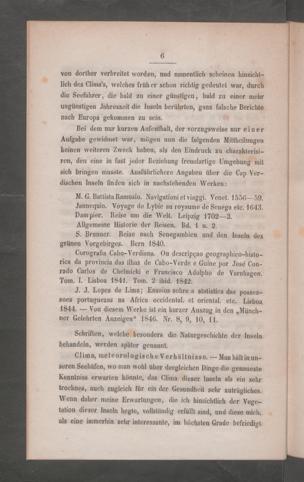 6
von dorther verbreitet worden, und namentlich scheinen hinsicht-
lich des Clima's, welches früher schon richtig gedeutet war, durch
die Seefahrer, die bald zu einer günstigen, bald zu einer mehr
ungünstigen Jahreszeit die Inseln berührten, ganz falsche Berichte
nach Europa gekommen zu sein.
Bei dem nur kurzen Aufenthalt, der vorzugsweise nur einer
Aufgabe gewidmet war, mögen nun die folgenden Mittheilungen
keinen weiteren Zweck haben, als den Eindruck zu charakterisi-
ren, den eine in fast jeder Beziehung fremdartige Umgebung mit
sich bringen musste. Ausführlichere Angaben über die Cap Ver-
dischen Inseln finden sich in nachstehenden Werken:
M. G. Battista Ramusio. Navigationi et viaggi. Venet. 1556—59.
Jannequin. Voyage de Lybie au royaume de Senega etc. 1643.
Dampier. Reise um die Welt. Leipzig 1702—3.
Allgemeine Historie der Reisen. Bd. 1 u. 2.
S. Brunner. Reise nach Senegambien und den Inseln des
grünen Vorgebirges. Bern 1840.
Corografia Cabo-Verdiana. Ou descripçao geographico-histo-
rica da provincia das ilhas de Cabo-Verde e Guine por José Con-
rado Carlos de Chelmicki e Francisco Adolpho de Varnhagen.
Tom. I. Lisboa 1841. Tom. 2 ibid. 1842.
J. J. Lopes de Lima; Ensaios sobre a statistica das posses-
soes portuguezas na Africa occidental. et oriental. etc. Lisboa
1844. — Von diesem Werke ist ein kurzer Auszug in den „Münch-
ner Gelehrten Anzeigen" 1846. Nr. 8, 9, 10, 11.
Schriften, welche besonders die Naturgeschichte der Inseln
behandeln, werden später genannt.
Clima, meteorologische Verhältnisse. — Man hält in un-
seren Seehäfen, wo man wohl über dergleichen Dinge die genaueste
Kenntniss erwarten könnte, das Clima dieser Inseln als ein sehr
trocknes, auch zugleich für ein der Gesundheit sehr zuträgliches.
Wenn daher meine Erwartungen, die ich hinsichtlich der Vege-
tation dieser Inseln hegte, vollständig erfüllt sind, und diese mich,
als eine immerhin sehr interessante, im höchsten Grade befriedigt